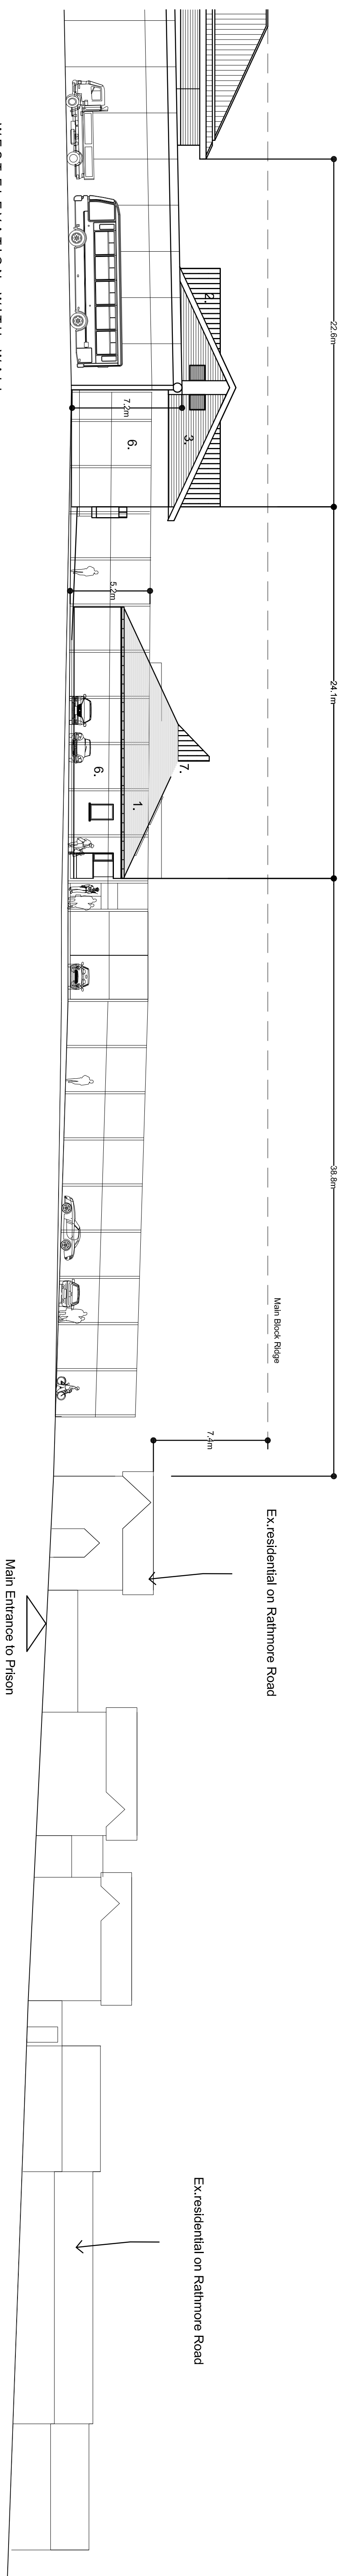 22.6m
24.1m
38.8m
2.
3.
7.2m
6.
5.2m
7.
1.
6.
Main Block Ridge
7.4m
Ex.residential on Rathmore Road
Main Entrance to Prison
Ex.residential on Rathmore Road